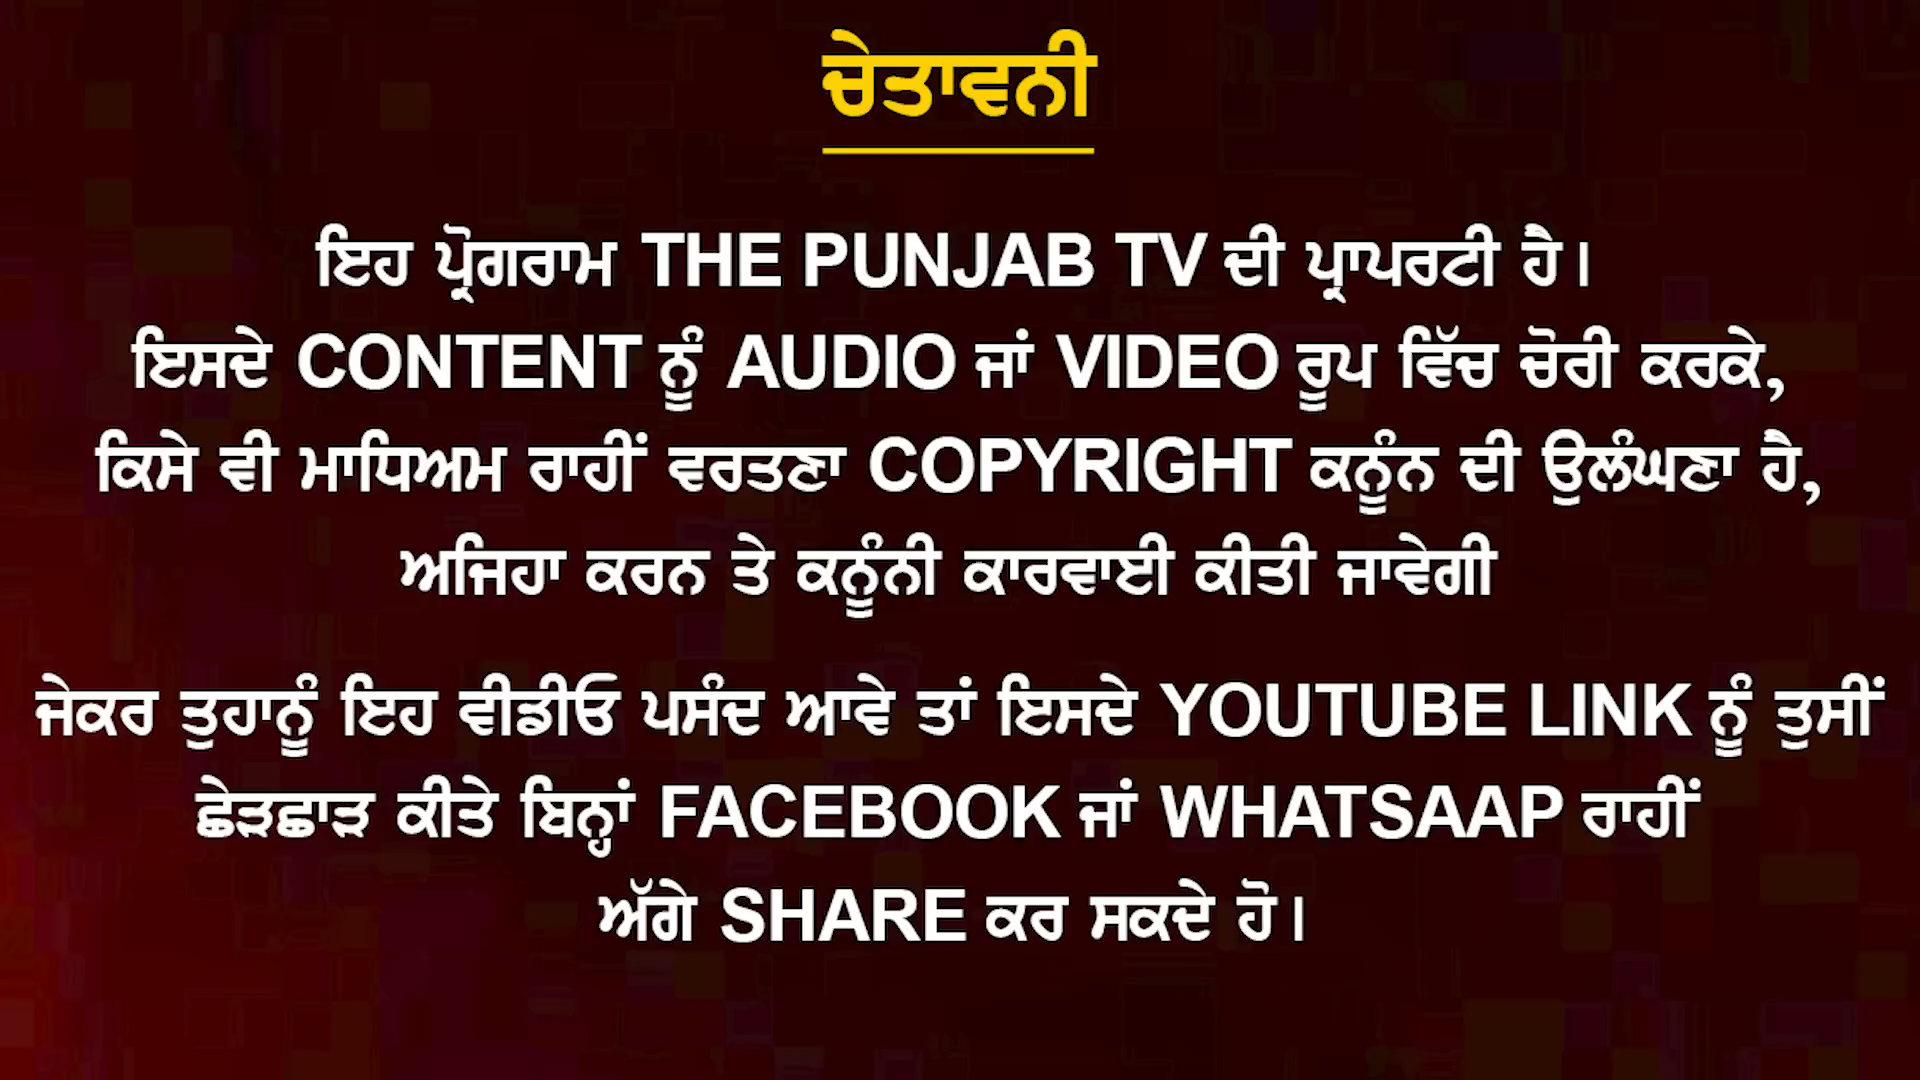 ਚੇਤਾਵਨੀ
ਇਹ ਪ੍ਰੋਗਰਾਮ THE PUNJAB TV ਦੀ ਪ੍ਰਾਪਰਟੀ ਹੈ।
ਇਸਦੇ CONTENT ਨੂੰ AUDIO ਜਾਂ VIDEO ਰੂਪ ਵਿੱਚ ਚੋਰੀ ਕਰਕੇ,
ਕਿਸੇ ਵੀ ਮਾਧਿਅਮ ਰਾਹੀਂ ਵਰਤਣਾ COPYRIGHT ਕਨੂੰਨ ਦੀ ਉਲੰਘਣਾ ਹੈ,
ਅਜਿਹਾ ਕਰਨ ਤੇ ਕਨੂੰਨੀ ਕਾਰਵਾਈ ਕੀਤੀ ਜਾਵੇਗੀ
ਜੇਕਰ ਤੁਹਾਨੂੰ ਇਹ ਵੀਡੀਓ ਪਸੰਦ ਆਵੇ ਤਾਂ ਇਸਦੇ YOUTUBE LINK ਨੂੰ ਤੁਸੀਂ
ਛੇੜਛਾੜ ਕੀਤੇ ਬਿਨ੍ਹਾਂ FACEBOOK ਜਾਂ WHATSAAP ਰਾਹੀਂ
ਅੱਗੇ SHARE ਕਰ ਸਕਦੇ ਹੋ।